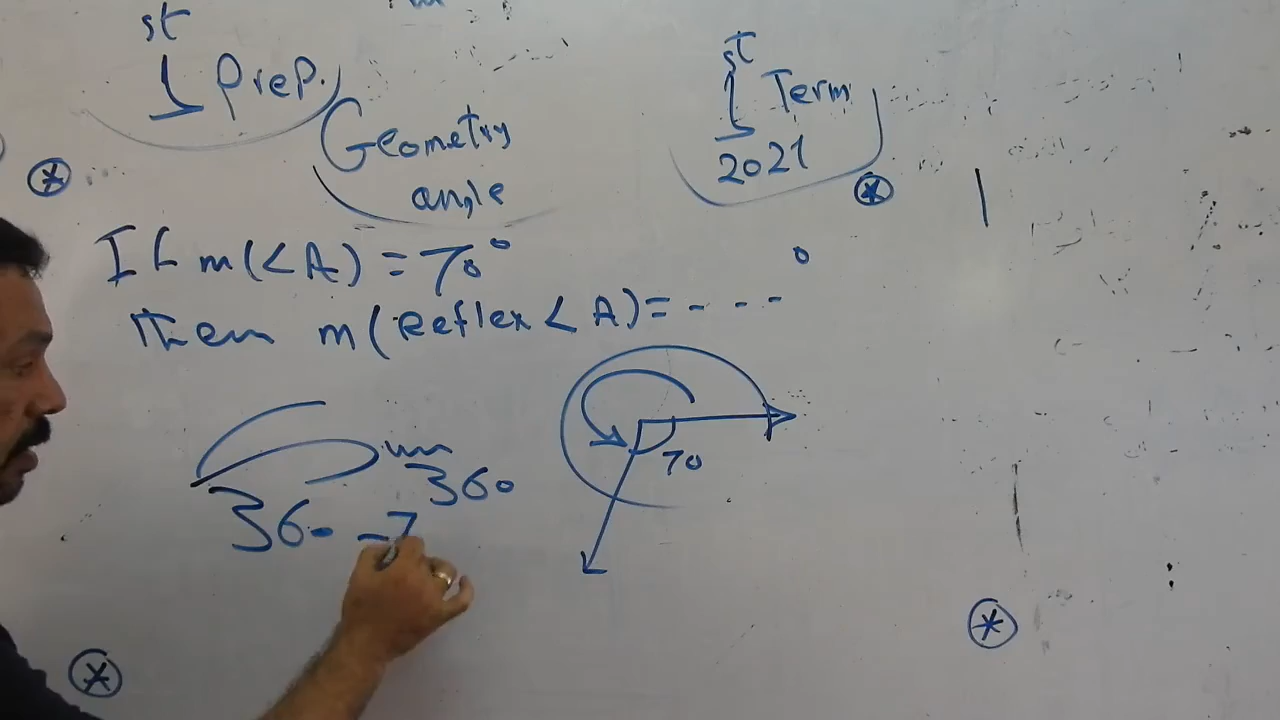 1st Prep.
Geometry
angle
1st Term
2021
If m(<A) = 70°
then m(Reflex < A) = - - -
°
70
360
360 - 7